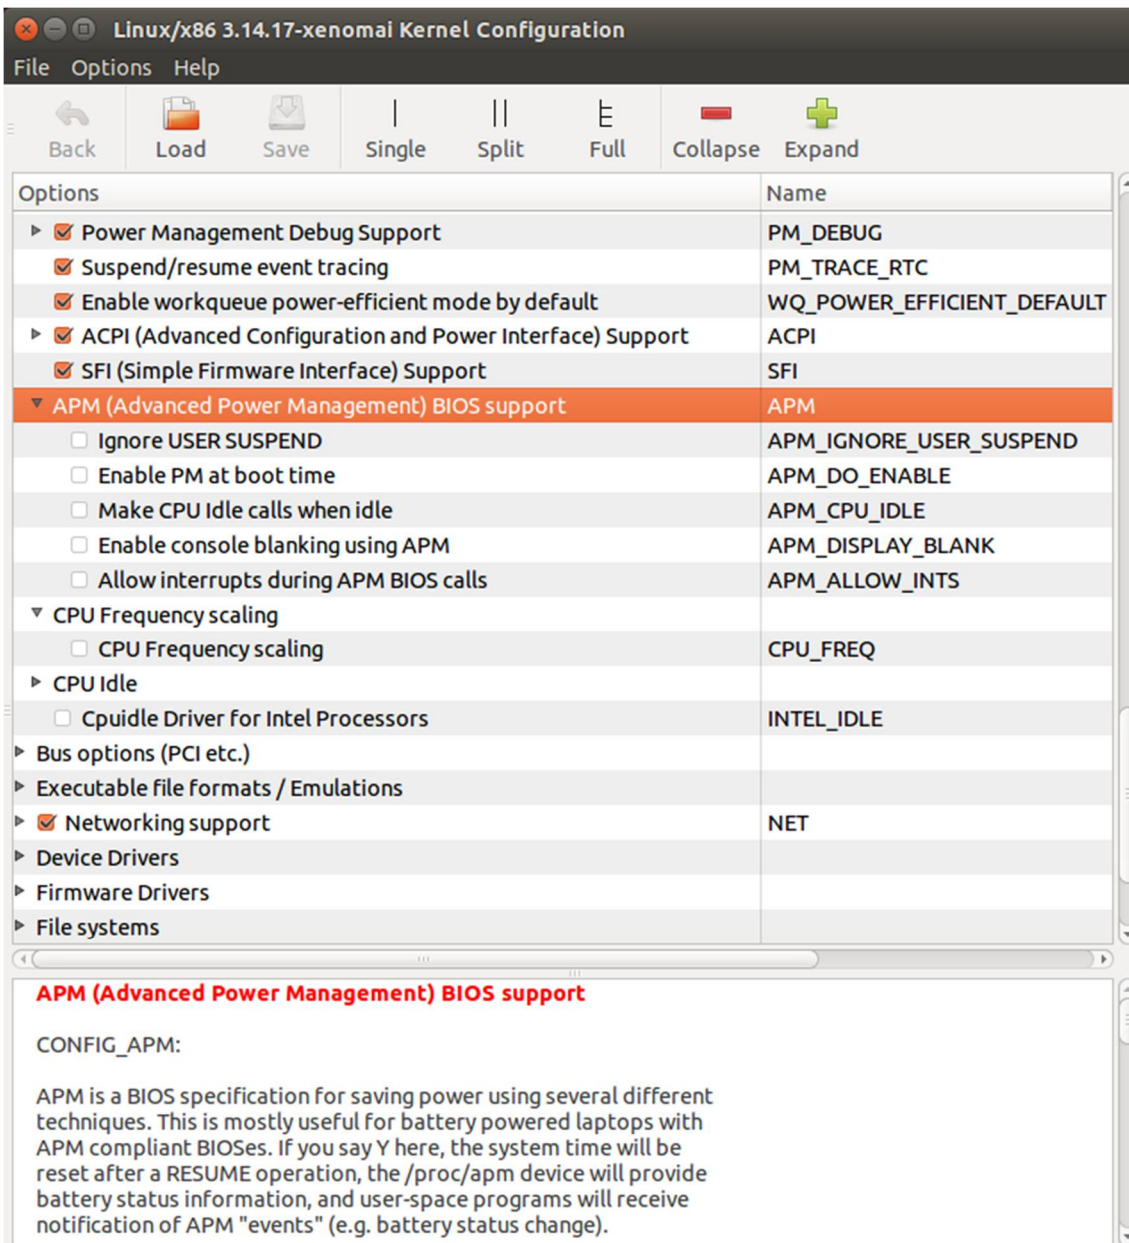 Linux/x86 3.14.17-xenomai Kernel Configuration
File Options Help
Back Load Save Single Split Full Collapse Expand
Options Name
Power Management Debug Support PM_DEBUG
Suspend/resume event tracing PM_TRACE_RTC
Enable workqueue power-efficient mode by default WQ_POWER_EFFICIENT_DEFAULT
ACPI (Advanced Configuration and Power Interface) Support ACPI
SFI (Simple Firmware Interface) Support SFI
APM (Advanced Power Management) BIOS support APM
Ignore USER SUSPEND APM_IGNORE_USER_SUSPEND
Enable PM at boot time APM_DO_ENABLE
Make CPU Idle calls when idle APM_CPU_IDLE
Enable console blanking using APM APM_DISPLAY_BLANK
Allow interrupts during APM BIOS calls APM_ALLOW_INTS
CPU Frequency scaling
CPU Frequency scaling CPU_FREQ
CPU Idle
Cpuidle Driver for Intel Processors INTEL_IDLE
Bus options (PCI etc.)
Executable file formats / Emulations
Networking support NET
Device Drivers
Firmware Drivers
File systems
APM (Advanced Power Management) BIOS support
CONFIG_APM:
APM is a BIOS specification for saving power using several different
techniques. This is mostly useful for battery powered laptops with
APM compliant BIOSes. If you say Y here, the system time will be
reset after a RESUME operation, the /proc/apm device will provide
battery status information, and user-space programs will receive
notification of APM "events" (e.g. battery status change).